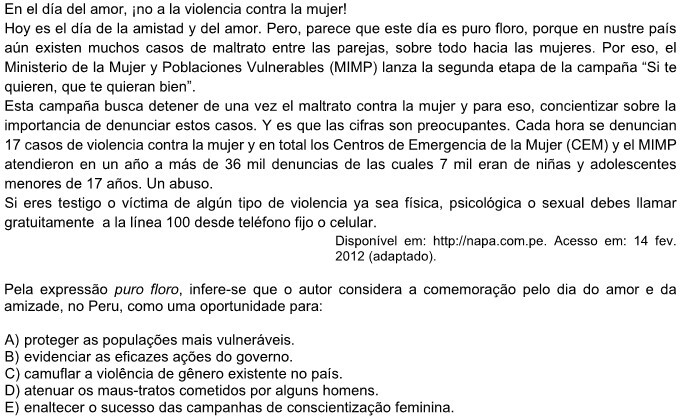 En el día del amor, ¡no a la violencia contra la mujer!
Hoy es el día de la amistad y del amor. Pero, parece que este día es puro floro, porque en nustre país
aún existen muchos casos de maltrato entre las parejas, sobre todo hacia las mujeres. Por eso, el
Ministerio de la Mujer y Poblaciones Vulnerables (MIMP) lanza la segunda etapa de la campaña “Si te
quieren, que te quieran bien”.
Esta campaña busca detener de una vez el maltrato contra la mujer y para eso, concientizar sobre la
importancia de denunciar estos casos. Y es que las cifras son preocupantes. Cada hora se denuncian
17 casos de violencia contra la mujer y en total los Centros de Emergencia de la Mujer (CEM) y el MIMP
atendieron en un año a más de 36 mil denuncias de las cuales 7 mil eran de niñas y adolescentes
menores de 17 años. Un abuso.
Si eres testigo o víctima de algún tipo de violencia ya sea física, psicológica o sexual debes llamar
gratuitamente a la línea 100 desde teléfono fijo o celular.
Disponível em: http://napa.com.pe. Acesso em: 14 fev.
2012 (adaptado).
Pela expressão puro floro, infere-se que o autor considera a comemoração pelo dia do amor e da
amizade, no Peru, como uma oportunidade para:
A) proteger as populações mais vulneráveis.
B) evidenciar as eficazes ações do governo.
C) camuflar a violência de gênero existente no país.
D) atenuar os maus-tratos cometidos por alguns homens.
E) enaltecer o sucesso das campanhas de conscientização feminina.